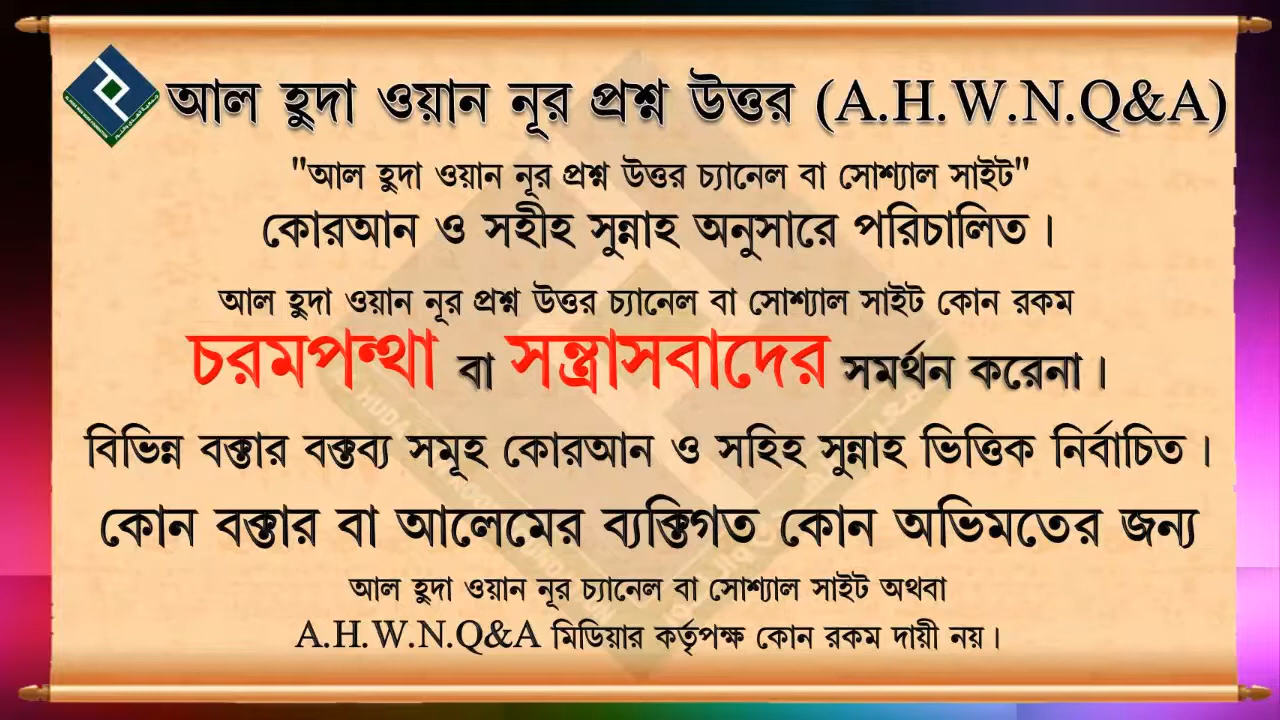 আল হুদা ওয়ান নূর প্রশ্ন উত্তর (A.H.W.N.Q&A)
"আল হুদা ওয়ান নূর প্রশ্ন উত্তর চ্যানেল বা সোশ্যাল সাইট"
কোরআন ও সহীহ সুন্নাহ অনুসারে পরিচালিত।
আল হুদা ওয়ান নূর প্রশ্ন উত্তর চ্যানেল বা সোশ্যাল সাইট কোন রকম
চরমপন্থা বা সন্ত্রাসবাদের সমর্থন করেনা।
বিভিন্ন বক্তার বক্তব্য সমূহ কোরআন ও সহিহ সুন্নাহ ভিত্তিক নির্বাচিত।
কোন বক্তার বা আলেমের ব্যক্তিগত কোন অভিমতের জন্য
আল হুদা ওয়ান নূর চ্যানেল বা সোশ্যাল সাইট অথবা
A.H.W.N.Q&A মিডিয়ার কর্তৃপক্ষ কোন রকম দায়ী নয়।